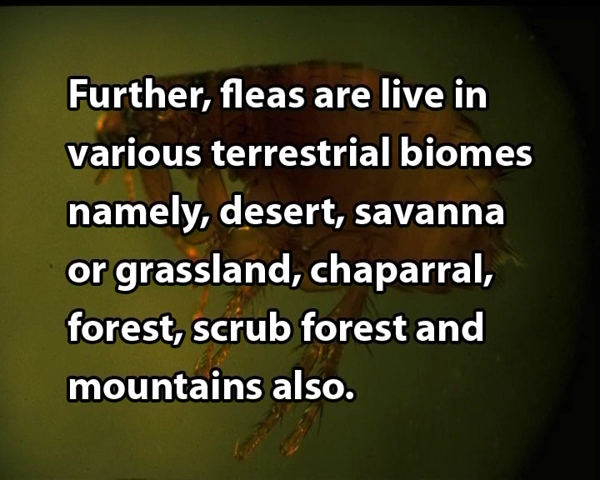 Further, fleas are live in
various terrestrial biomes
namely, desert, savanna
or grassland, chaparral,
forest, scrub forest and
mountains also.